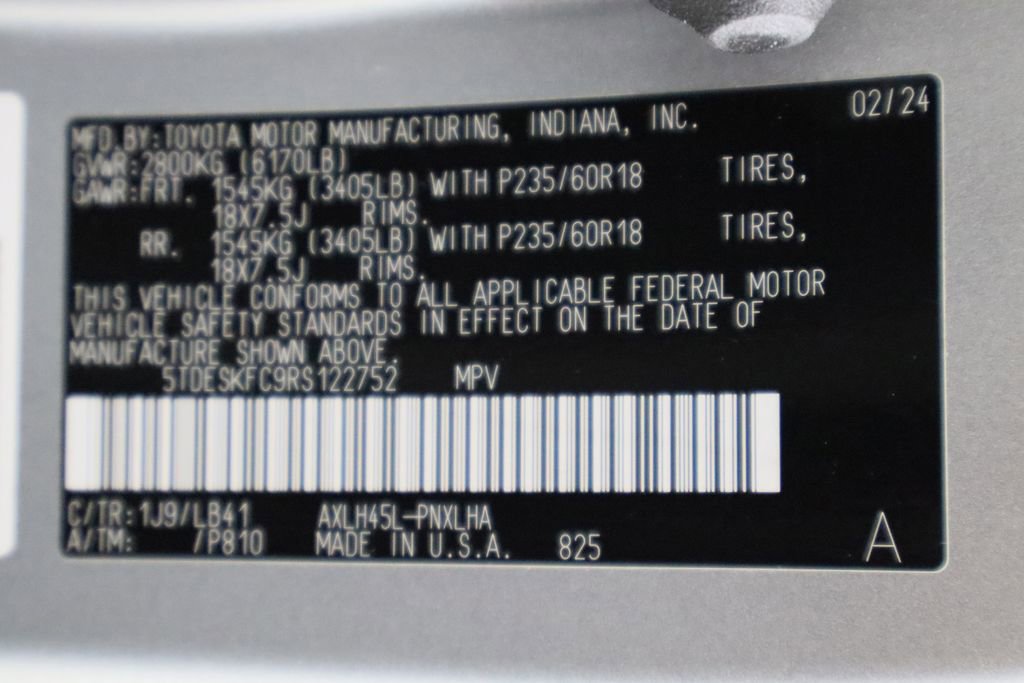 02/24
MFD.BY:TOYOTA MOTOR MANUFACTURING, INDIANA, INC.
GVWR:2800KG (6170LB)
GAWR:FRT. 1545KG (3405LB) WITH P235/60R18 TIRES,
18X7.5J RIMS.
RR. 1545KG (3405LB) WITH P235/60R18 TIRES,
18X7.5J RIMS.
THIS VEHICLE CONFORMS TO ALL APPLICABLE FEDERAL MOTOR
VEHICLE SAFETY STANDARDS IN EFFECT ON THE DATE OF
MANUFACTURE SHOWN ABOVE.
5TDESKFC9RS122752 MPV
C/TR:1J9/LB41 AXLH45L-PNXLHA
A/TM: /P810 MADE IN U.S.A. 825
A